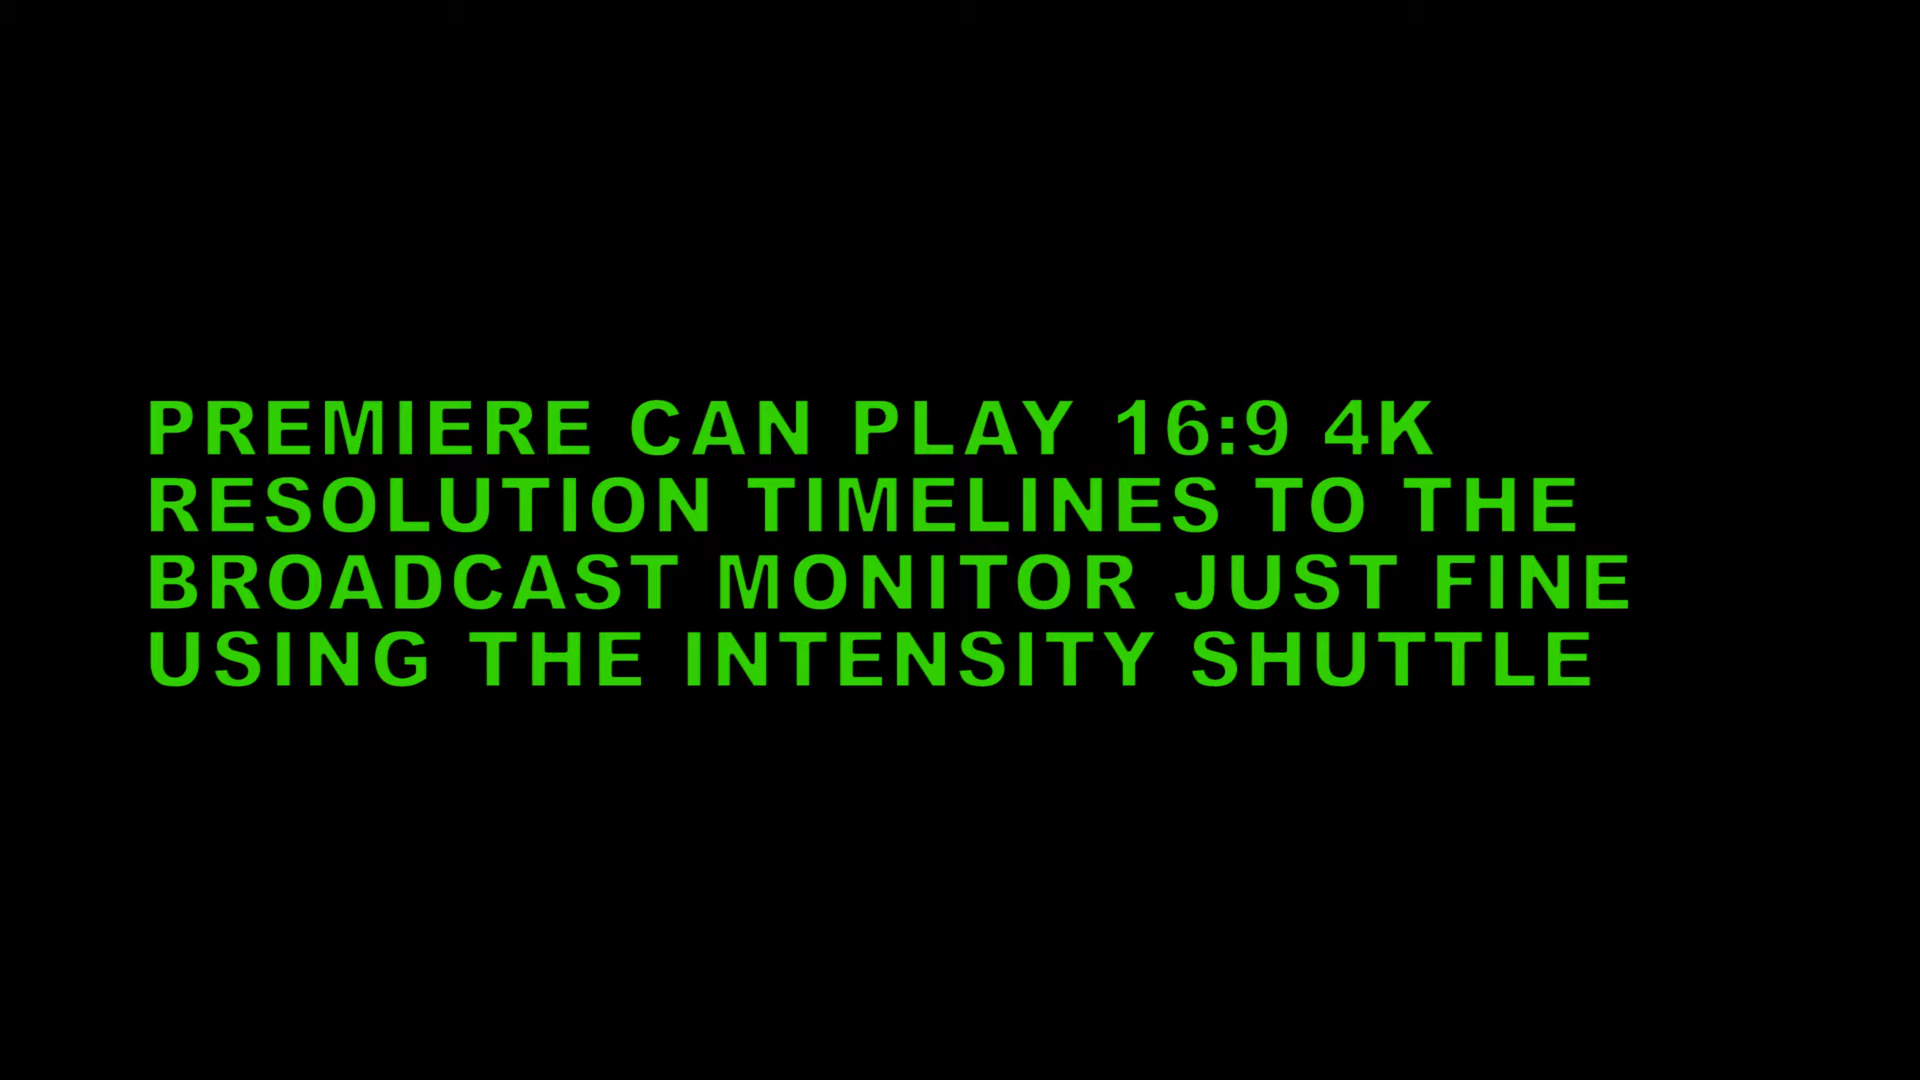 PREMIERE CAN PLAY 16:9 4K
RESOLUTION TIMELINES TO THE
BROADCAST MONITOR JUST FINE
USING THE INTENSITY SHUTTLE